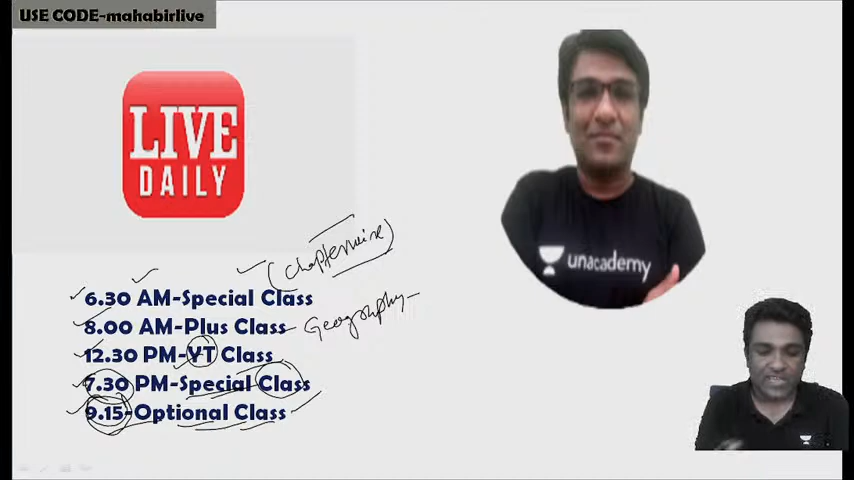 USE CODE-mahabirlive
LIVE
DAILY
unacademy
(Chapterwise)
6.30 AM-Special Class
8.00 AM-Plus Class - Geography -
12.30 PM-YT Class
7.30 PM-Special Class
9.15-Optional Class